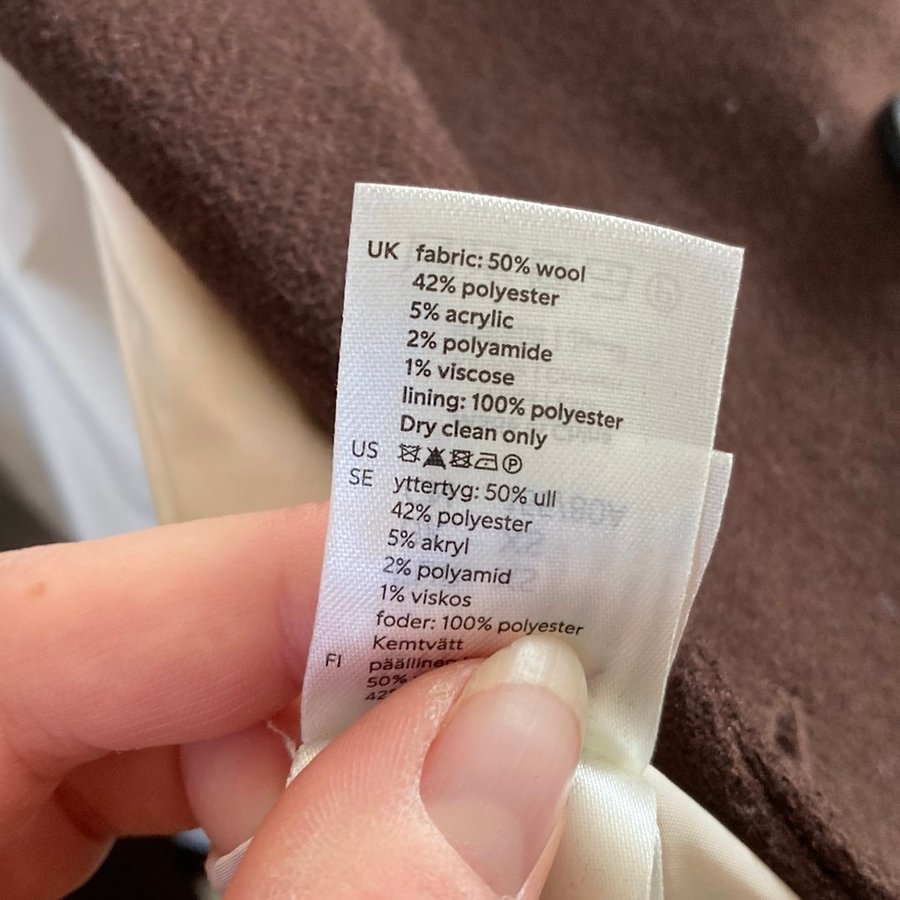 UK fabric: 50% wool
42% polyester
5% acrylic
2% polyamide
1% viscose
lining: 100% polyester
Dry clean only
US
SE yttertyg: 50% ull
42% polyester
5% akryl
2% polyamid
1% viskos
foder: 100% polyester
Kemtvätt
FI
50%